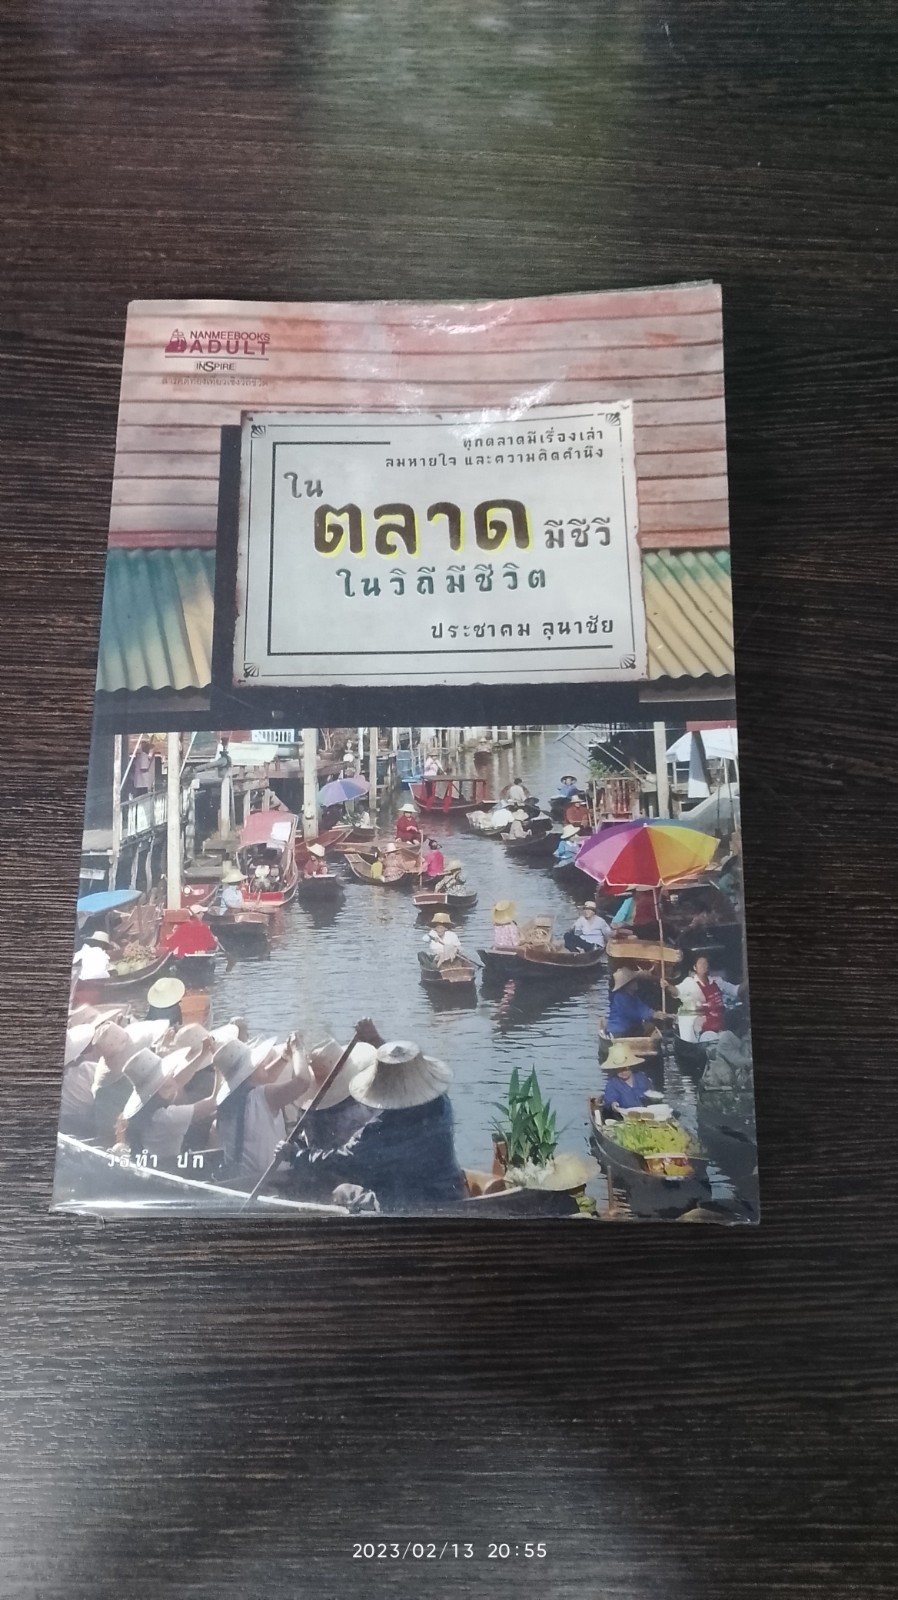 NANMEEBOOKS
ADULT
INSPIRE
ทุกตลาดมีเรื่องเล่า
ลมหายใจ และความคิดคำนึง
ใน
ตลาด มีชีวี
ในวิถีมีชีวิต
ประชาคม ลุนาชัย
ปก
2023/02/13 20:55